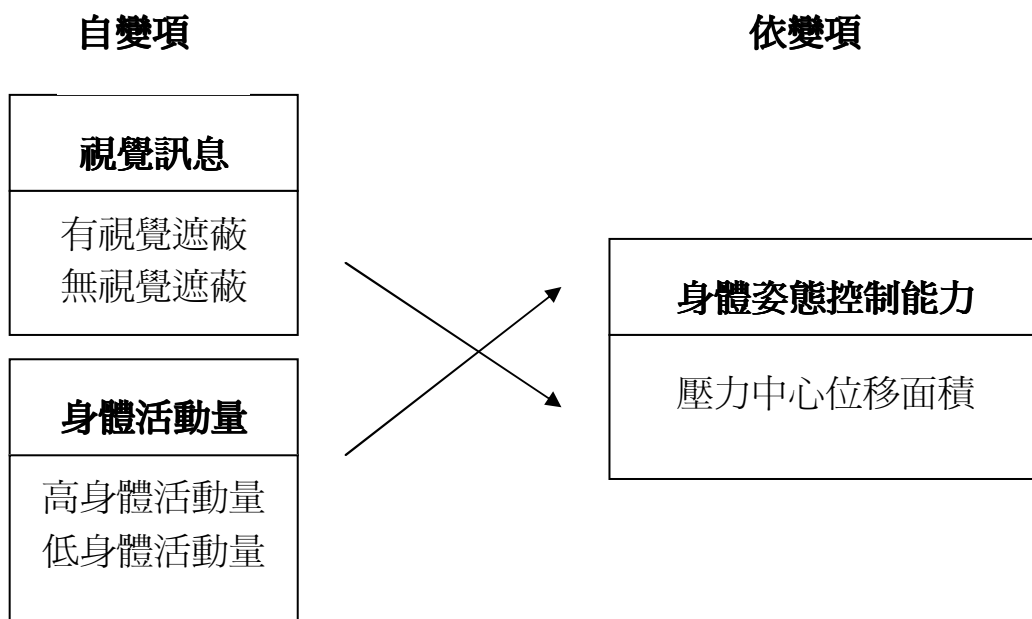 自變項
依變項
視覺訊息
有視覺遮蔽
無視覺遮蔽
身體活動量
高身體活動量
低身體活動量
身體姿態控制能力
壓力中心位移面積